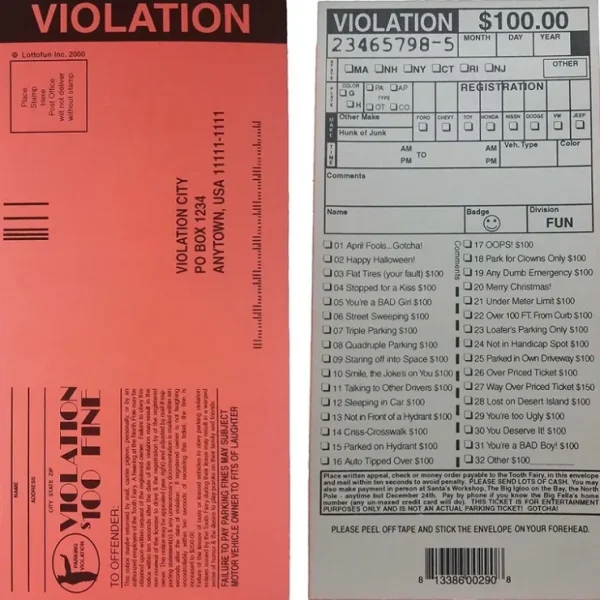 VIOLATION
© Lottofun Inc. 2000
Place
Stamp
Here
Post Office
will not deliver
without stamp
VIOLATION CITY
PO BOX 1234
ANYTOWN, USA 11111-1111
NAME
ADDRESS
CITY STATE ZIP
PARKING
VIOLATION
VIOLATION
$100 FINE
TO OFFENDER:
FAILURE TO PAY PARKING FINES MAY SUBJECT
MOTOR VEHICLE OWNER TO FITS OF LAUGHTER
VIOLATION $100.00
23465798-5 MONTH DAY YEAR
MA NH NY CT RI NJ OTHER
COLOR
G
H
PA AP
TYPE
OT CO
REGISTRATION
MAKE
Other Make
Hunk of Junk
FORD CHEVY TOY HONDA NISSN DODGE VW JEEP
TIME
AM
PM
TO
AM
PM
Veh. Type
Color
Comments
Name
Badge
Division
FUN
01 April Fools...Gotcha!
02 Happy Halloween!
03 Flat Tires (your fault) $100
04 Stopped for a Kiss $100
05 You're a BAD Girl $100
06 Street Sweeping $100
07 Triple Parking $100
08 Quadruple Parking $100
09 Staring off into Space $100
10 Smile, the Joke's on You $100
11 Talking to Other Drivers $100
12 Sleeping in Car $100
13 Not in Front of a Hydrant $100
14 Criss-Crosswalk $100
15 Parked on Hydrant $100
16 Auto Tipped Over $100
Comments
17 OOPS! $100
18 Park for Clowns Only $100
19 Any Dumb Emergency $100
20 Merry Christmas!
21 Under Meter Limit $100
22 Over 100 FT. From Curb $100
23 Loafer's Parking Only $100
24 Not in Handicap Spot $100
25 Parked in Own Driveway $100
26 Over Priced Ticket $100
27 Way Over Priced Ticket $150
28 Lost on Desert Island $100
29 You're too Ugly $100
30 You Deserve It! $100
31 You're a BAD Boy! $100
32 Other $100
Place written appeal, check or money order payable to the Tooth Fairy, in this envelope
and mail within ten seconds to avoid penalty. PLEASE SEND LOTS OF CASH. You may
also make payment in person at Santa's Workshop, The Big Igloo on the Bay, the North
Pole - anytime but December 24th. Pay by phone if you know the Big Fella's home
number (any un-maxed credit card will do). THIS TICKET IS FOR ENTERTAINMENT
PURPOSES ONLY AND IS NOT AN ACTUAL PARKING TICKET! GOTCHA!
PLEASE PEEL OFF TAPE AND STICK THE ENVELOPE ON YOUR FOREHEAD.
8 13386 00290 8